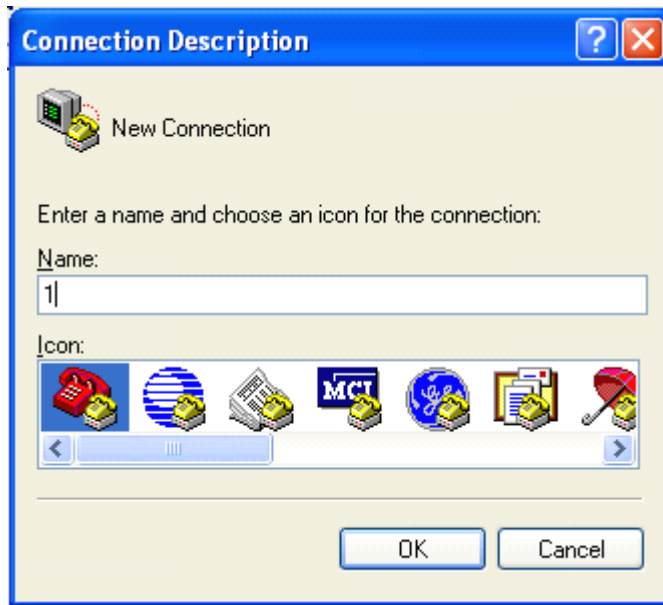 Connection Description
New Connection
Enter a name and choose an icon for the connection:
Name:
1
Icon:
MCI
OK Cancel